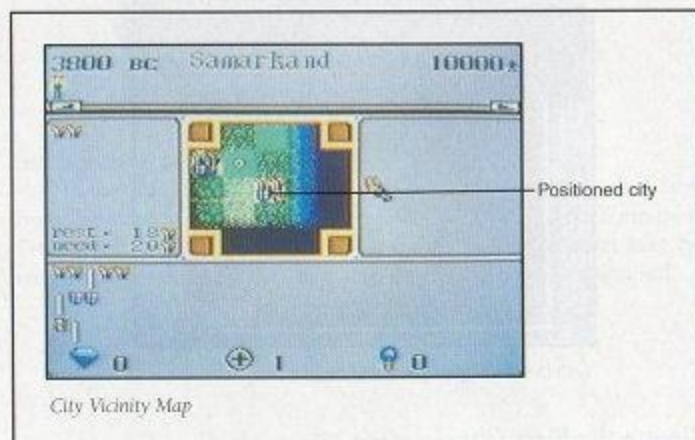 3800 BC Samarkand 10000
Positioned city
rest. 18
need. 20
0 1 0
City Vicinity Map